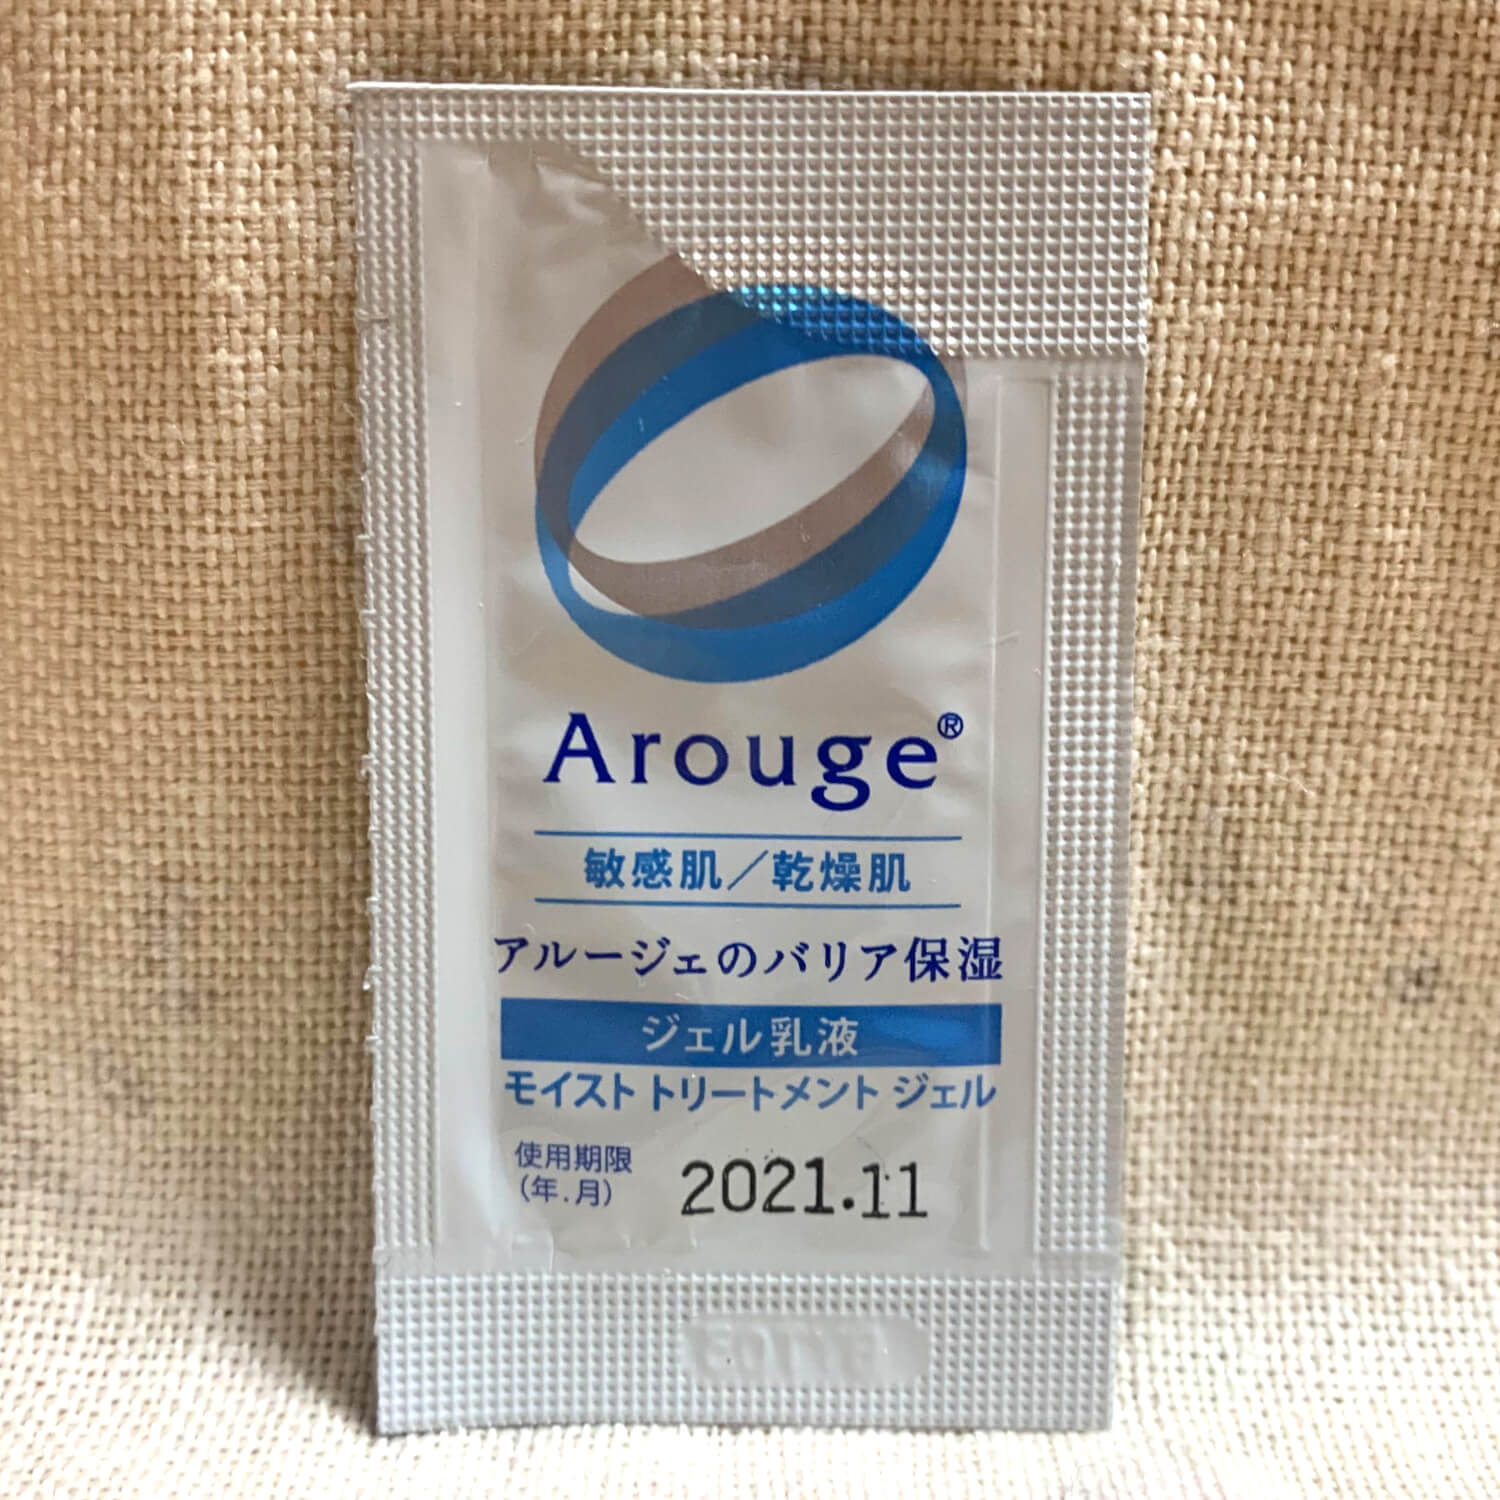 Arouge®
敏感肌／乾燥肌
アルージェのバリア保湿
ジェル乳液
モイスト トリートメント ジェル
使用期限
(年.月)
2021.11